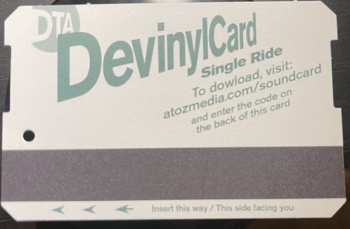 DTA
DevinylCard
Single Ride
To dowload, visit:
atozmedia.com/soundcard
and enter the code on
the back of this card
Insert this way / This side facing you